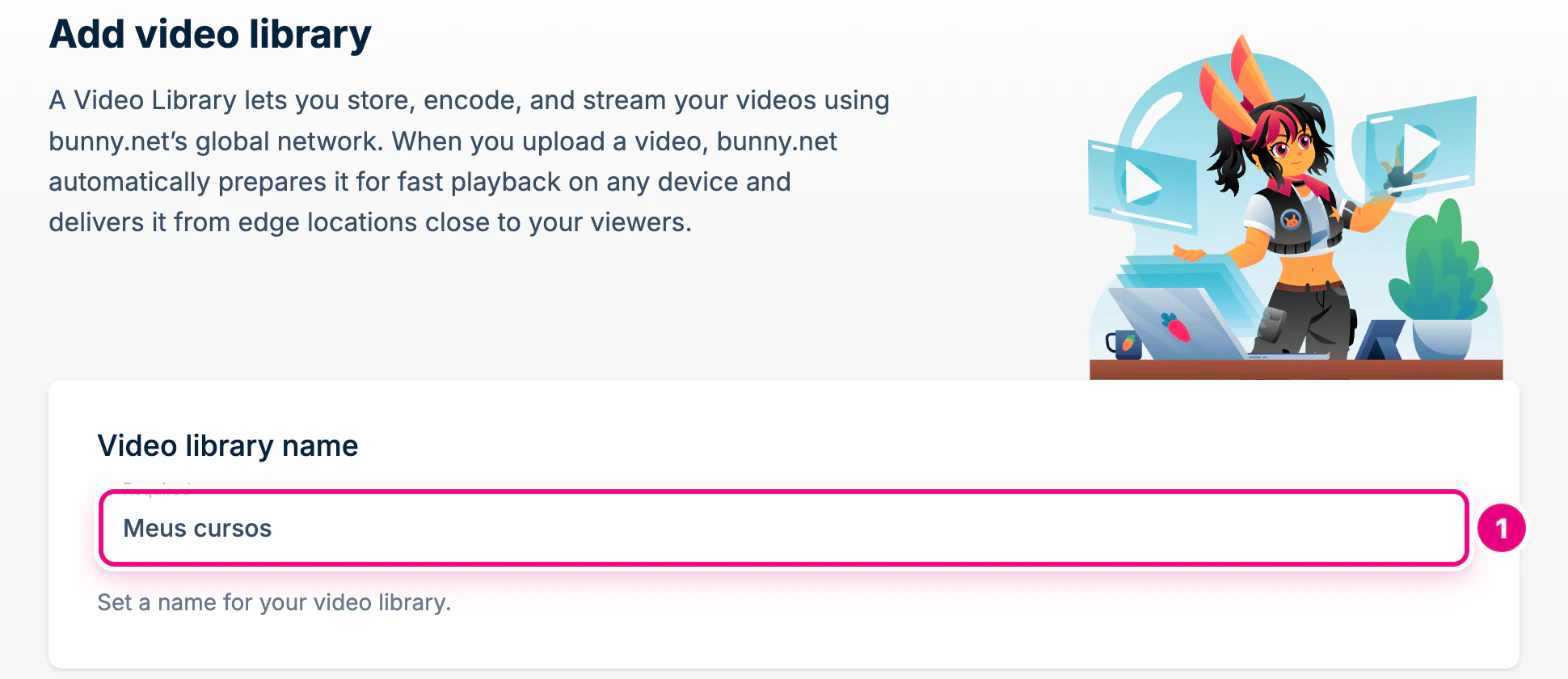 Add video library
A Video Library lets you store, encode, and stream your videos using
bunny.net’s global network. When you upload a video, bunny.net
automatically prepares it for fast playback on any device and
delivers it from edge locations close to your viewers.
Video library name
Required
Meus cursos
1
Set a name for your video library.